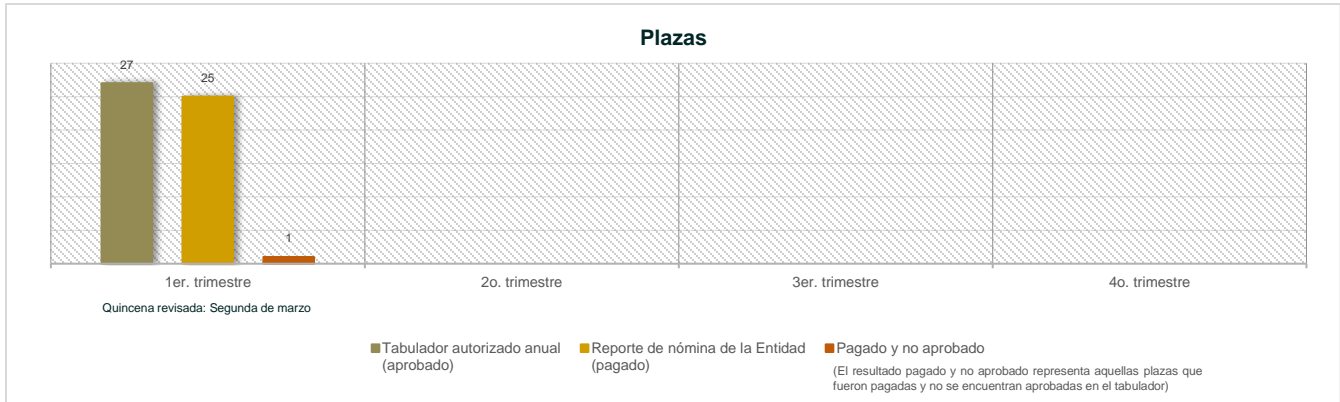 Plazas
27
25
1
1er. trimestre
2o. trimestre
3er. trimestre
4o. trimestre
Quincena revisada: Segunda de marzo
Tabulador autorizado anual
(aprobado)
Reporte de nómina de la Entidad
(pagado)
Pagado y no aprobado
(El resultado pagado y no aprobado representa aquellas plazas que
fueron pagadas y no se encuentran aprobadas en el tabulador)